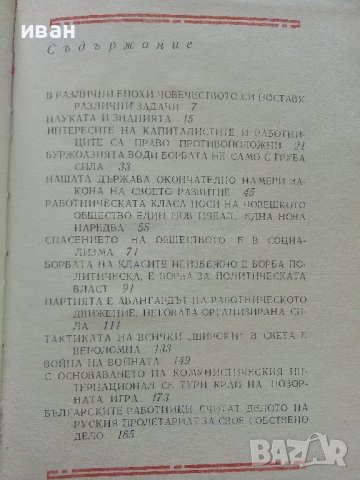 иван
Съдържание
В РАЗЛИЧНИ ЕПОХИ ЧОВЕЧЕСТВОТО СИ ПОСТАВЯ
РАЗЛИЧНИ ЗАДАЧИ 7
НАУКАТА И ЗНАНИЯТА 15
ИНТЕРЕСИТЕ НА КАПИТАЛИСТИТЕ И РАБОТНИ-
ЦИТЕ СА ПРАВО ПРОТИВОПОЛОЖНИ 21
БУРЖОАЗИЯТА ВОДИ БОРБАТА НЕ САМО С ГРУБА
СИЛА 33
НАШАТА ДЪРЖАВА ОКОНЧАТЕЛНО НАМЕРИ ЗА-
КОНА НА СВОЕТО РАЗВИТИЕ 45
РАБОТНИЧЕСКАТА КЛАСА НОСИ НА ЧОВЕШКОТО
ОБЩЕСТВО ЕДИН НОВ ИДЕАЛ, ЕДНА НОВА
НАРЕДБА 55
СПАСЕНИЕТО НА ОБЩЕСТВОТО Е В СОЦИА-
ЛИЗМА 71
БОРБАТА НА КЛАСИТЕ НЕИЗБЕЖНО Е БОРБА ПО-
ЛИТИЧЕСКА, Е БОРБА ЗА ПОЛИТИЧЕСКАТА
ВЛАСТ 91
ПАРТИЯТА Е АВАНГАРДЪТ НА РАБОТНИЧЕСКОТО
ДВИЖЕНИЕ, НЕГОВАТА ОРГАНИЗИРАНА СИ-
ЛА 111
ТАКТИКАТА НА ВСИЧКИ „ШИРОКИ" В СВЕТА Е
ВЕРОЛОМНА 133
ВОЙНА НА ВОЙНАТА 149
С ОСНОВАВАНЕТО НА КОМУНИСТИЧЕСКИЯ ИН-
ТЕРНАЦИОНАЛ СЕ ТУРИ КРАЙ НА ПОЗОР-
НАТА ИГРА 173
БЪЛГАРСКИТЕ РАБОТНИЦИ СЧИТАТ ДЕЛОТО НА
РУСКИЯ ПРОЛЕТАРИАТ ЗА СВОЕ СОБСТВЕНО
ДЕЛО 185
BAZAR.BG